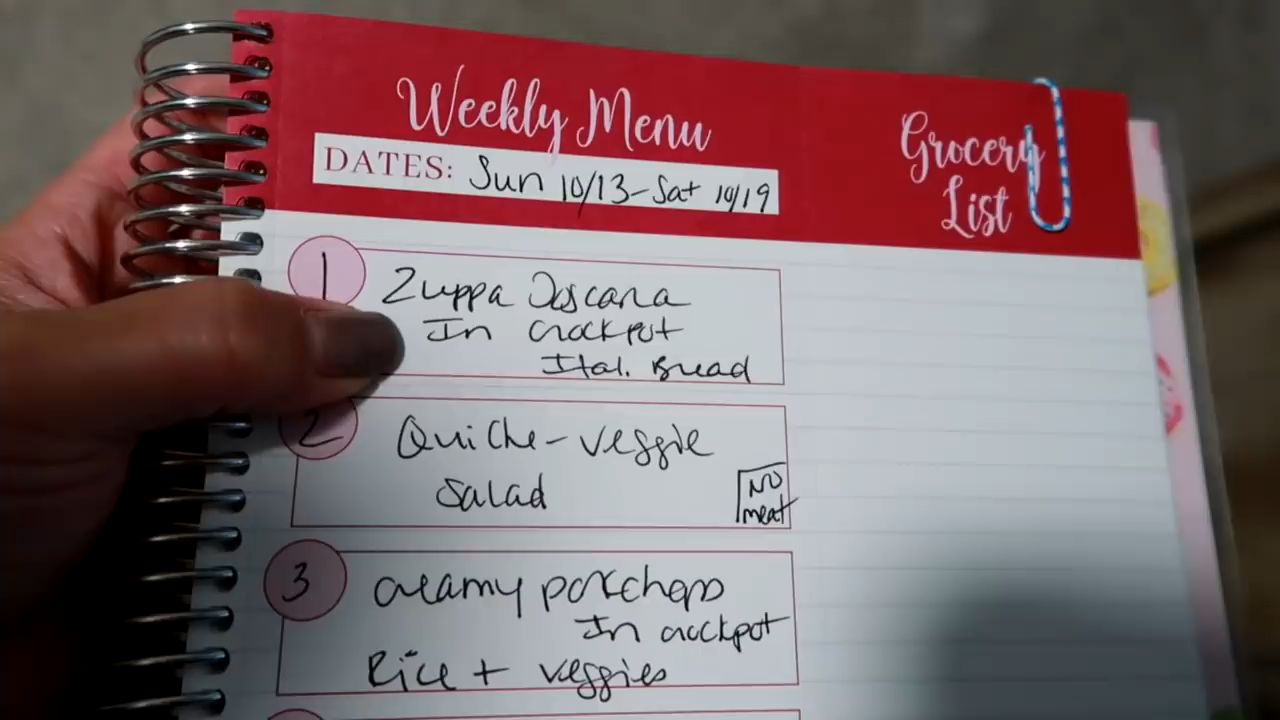 Weekly Menu
DATES: Sun 10/13-Sat 10/19
Grocery
List
1
Zuppa Toscana
In crockpot
Ital. Bread
2
Quiche-veggie
Salad
NO
meat
3
creamy porkchops
In crockpot
Rice + veggies